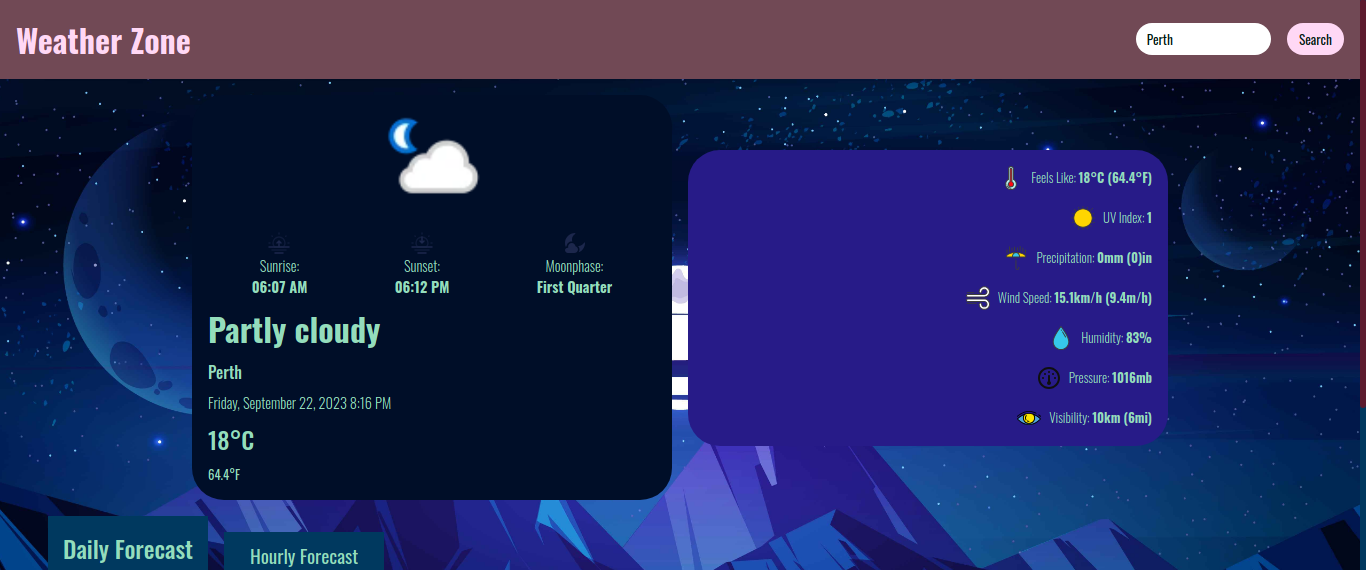 Weather Zone
Perth
Search
Sunrise:
06:07 AM
Sunset:
06:12 PM
Moonphase:
First Quarter
Partly cloudy
Perth
Friday, September 22, 2023 8:16 PM
18°C
64.4°F
Feels Like: 18°C (64.4°F)
UV Index: 1
Precipitation: 0mm (0)in
Wind Speed: 15.1km/h (9.4m/h)
Humidity: 83%
Pressure: 1016mb
Visibility: 10km (6mi)
Daily Forecast
Hourly Forecast